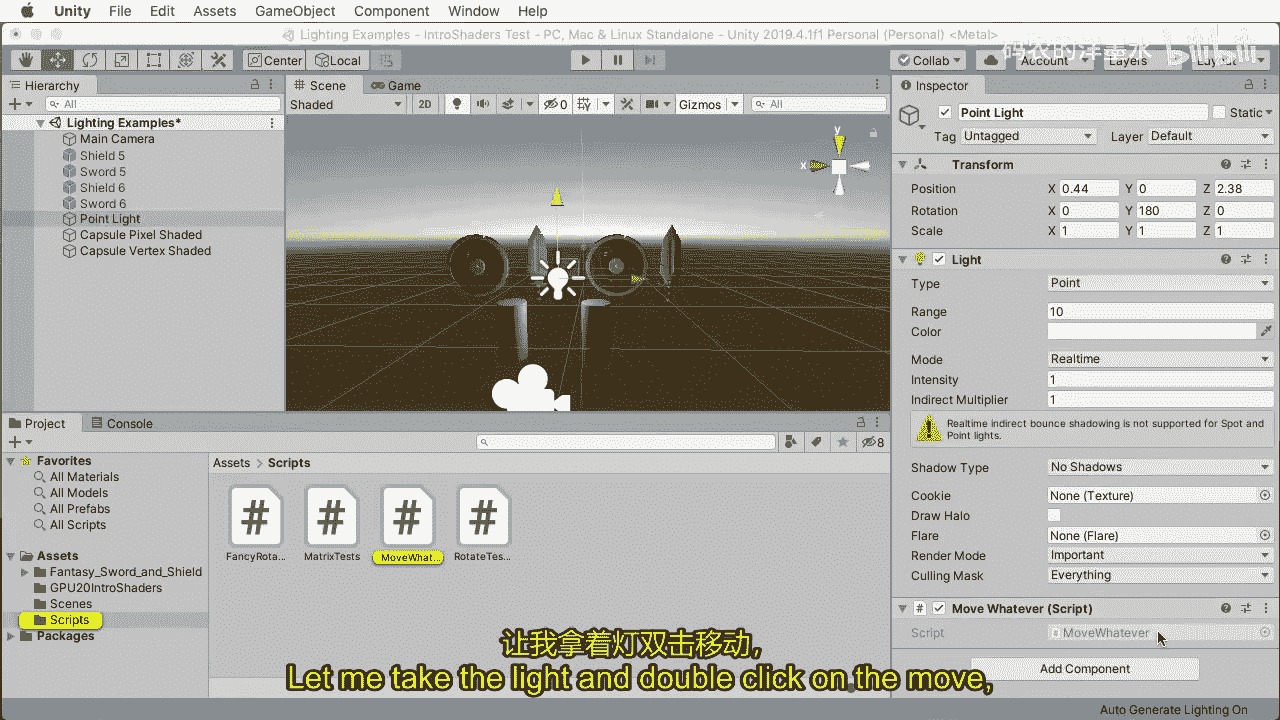 Unity File Edit Assets GameObject Component Window Help
Lighting Examples - IntroShaders Test - PC, Mac & Linux Standalone - Unity 2019.4.1f1 Personal (Personal) <Metal>
Center Local Collab Account Layers
码农的洋墨水 bilibili
Hierarchy
All
Lighting Examples*
Main Camera
Shield 5
Sword 5
Shield 6
Sword 6
Point Light
Capsule Pixel Shaded
Capsule Vertex Shaded
Scene Game
Shaded 2D 0 Gizmos All
y
x
Inspector
Point Light Static
Tag Untagged Layer Default
Transform
Position X 0.44 Y 0 Z 2.38
Rotation X 0 Y 180 Z 0
Scale X 1 Y 1 Z 1
Light
Type Point
Range 10
Color
Mode Realtime
Intensity 1
Indirect Multiplier 1
Realtime indirect bounce shadowing is not supported for Spot and
Point lights.
Shadow Type No Shadows
Cookie None (Texture)
Draw Halo
Flare None (Flare)
Render Mode Important
Culling Mask Everything
# Move Whatever (Script)
Script MoveWhatever
Add Component
Project Console
8
Favorites
All Materials
All Models
All Prefabs
All Scripts
Assets
Fantasy_Sword_and_Shield
GPU20IntroShaders
Scenes
Scripts
Packages
Assets > Scripts
# # # #
FancyRota... MatrixTests MoveWhat... RotateTes...
让我拿着灯双击移动,
Let me take the light and double click on the move,
Auto Generate Lighting On